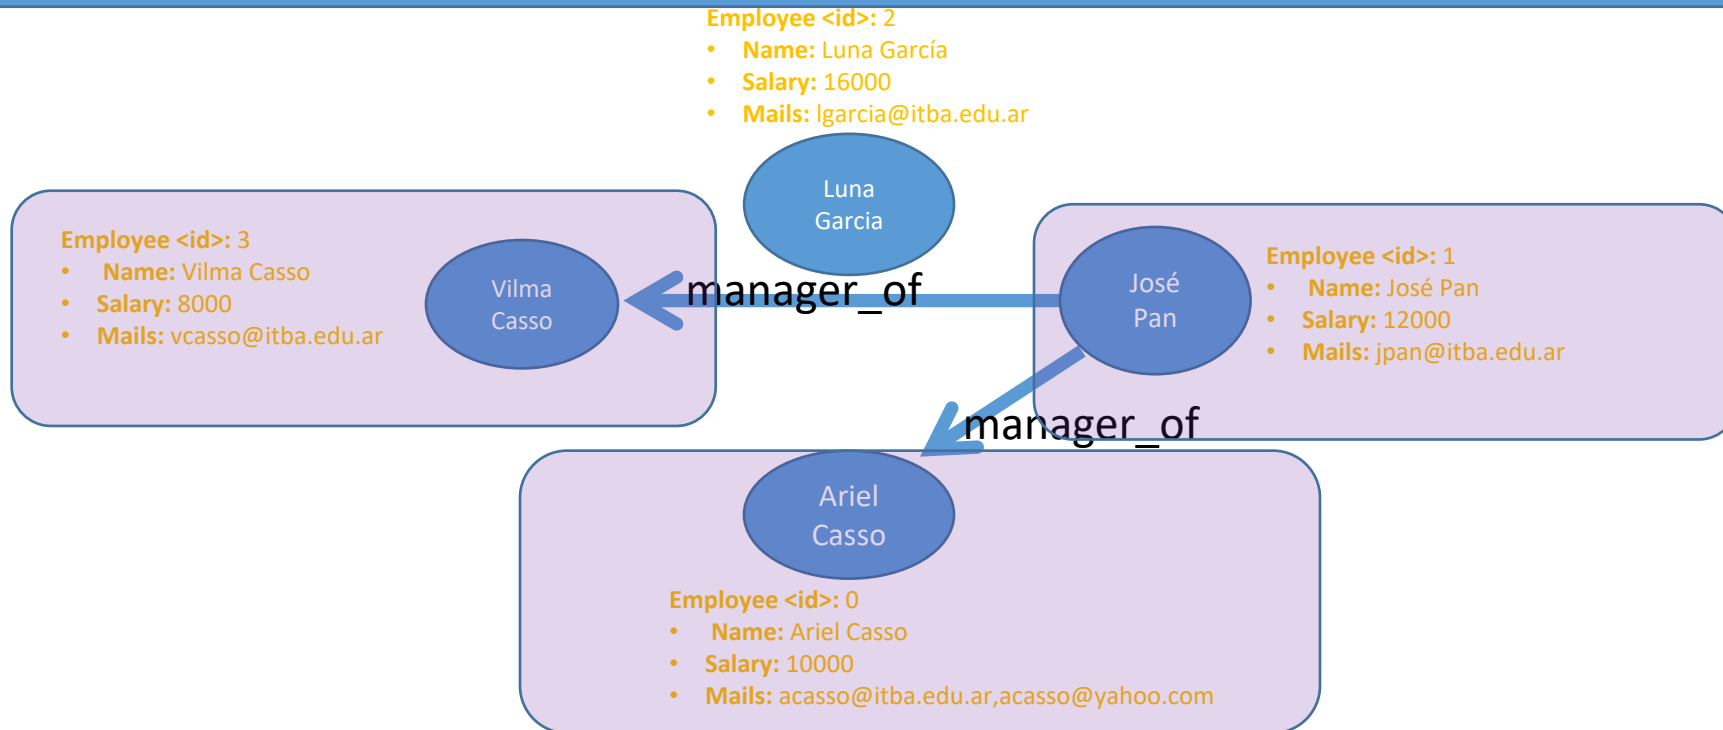 Employee <id>: 2
• Name: Luna García
• Salary: 16000
• Mails: lgarcia@itba.edu.ar
Luna
Garcia
Employee <id>: 3
• Name: Vilma Casso
• Salary: 8000
• Mails: vcasso@itba.edu.ar
Vilma
Casso
manager_of
José
Pan
Employee <id>: 1
• Name: José Pan
• Salary: 12000
• Mails: jpan@itba.edu.ar
manager_of
Ariel
Casso
Employee <id>: 0
• Name: Ariel Casso
• Salary: 10000
• Mails: acasso@itba.edu.ar,acasso@yahoo.com